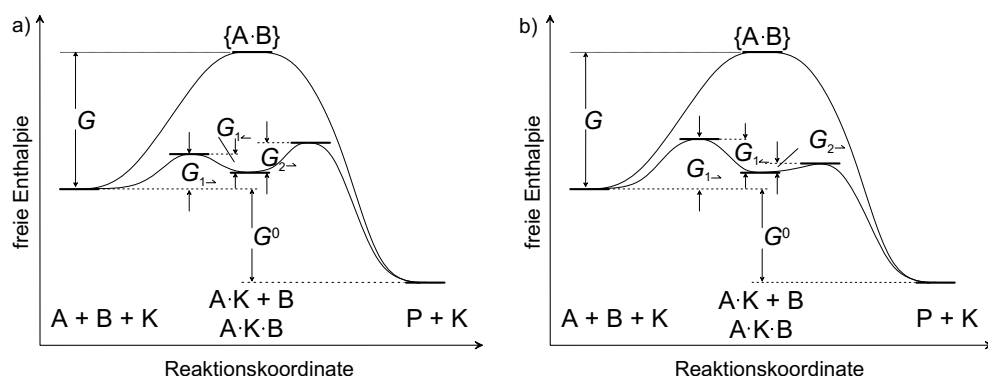 a)
{A·B}
freie Enthalpie
G
G₁↽
G₂⇀
G₁⇀
G⁰
A·K + B
A + B + K
A·K·B
P + K
Reaktionskoordinate
b)
{A·B}
freie Enthalpie
G
G₂⇀
G₁↽
G₁⇀
G⁰
A·K + B
A + B + K
A·K·B
P + K
Reaktionskoordinate